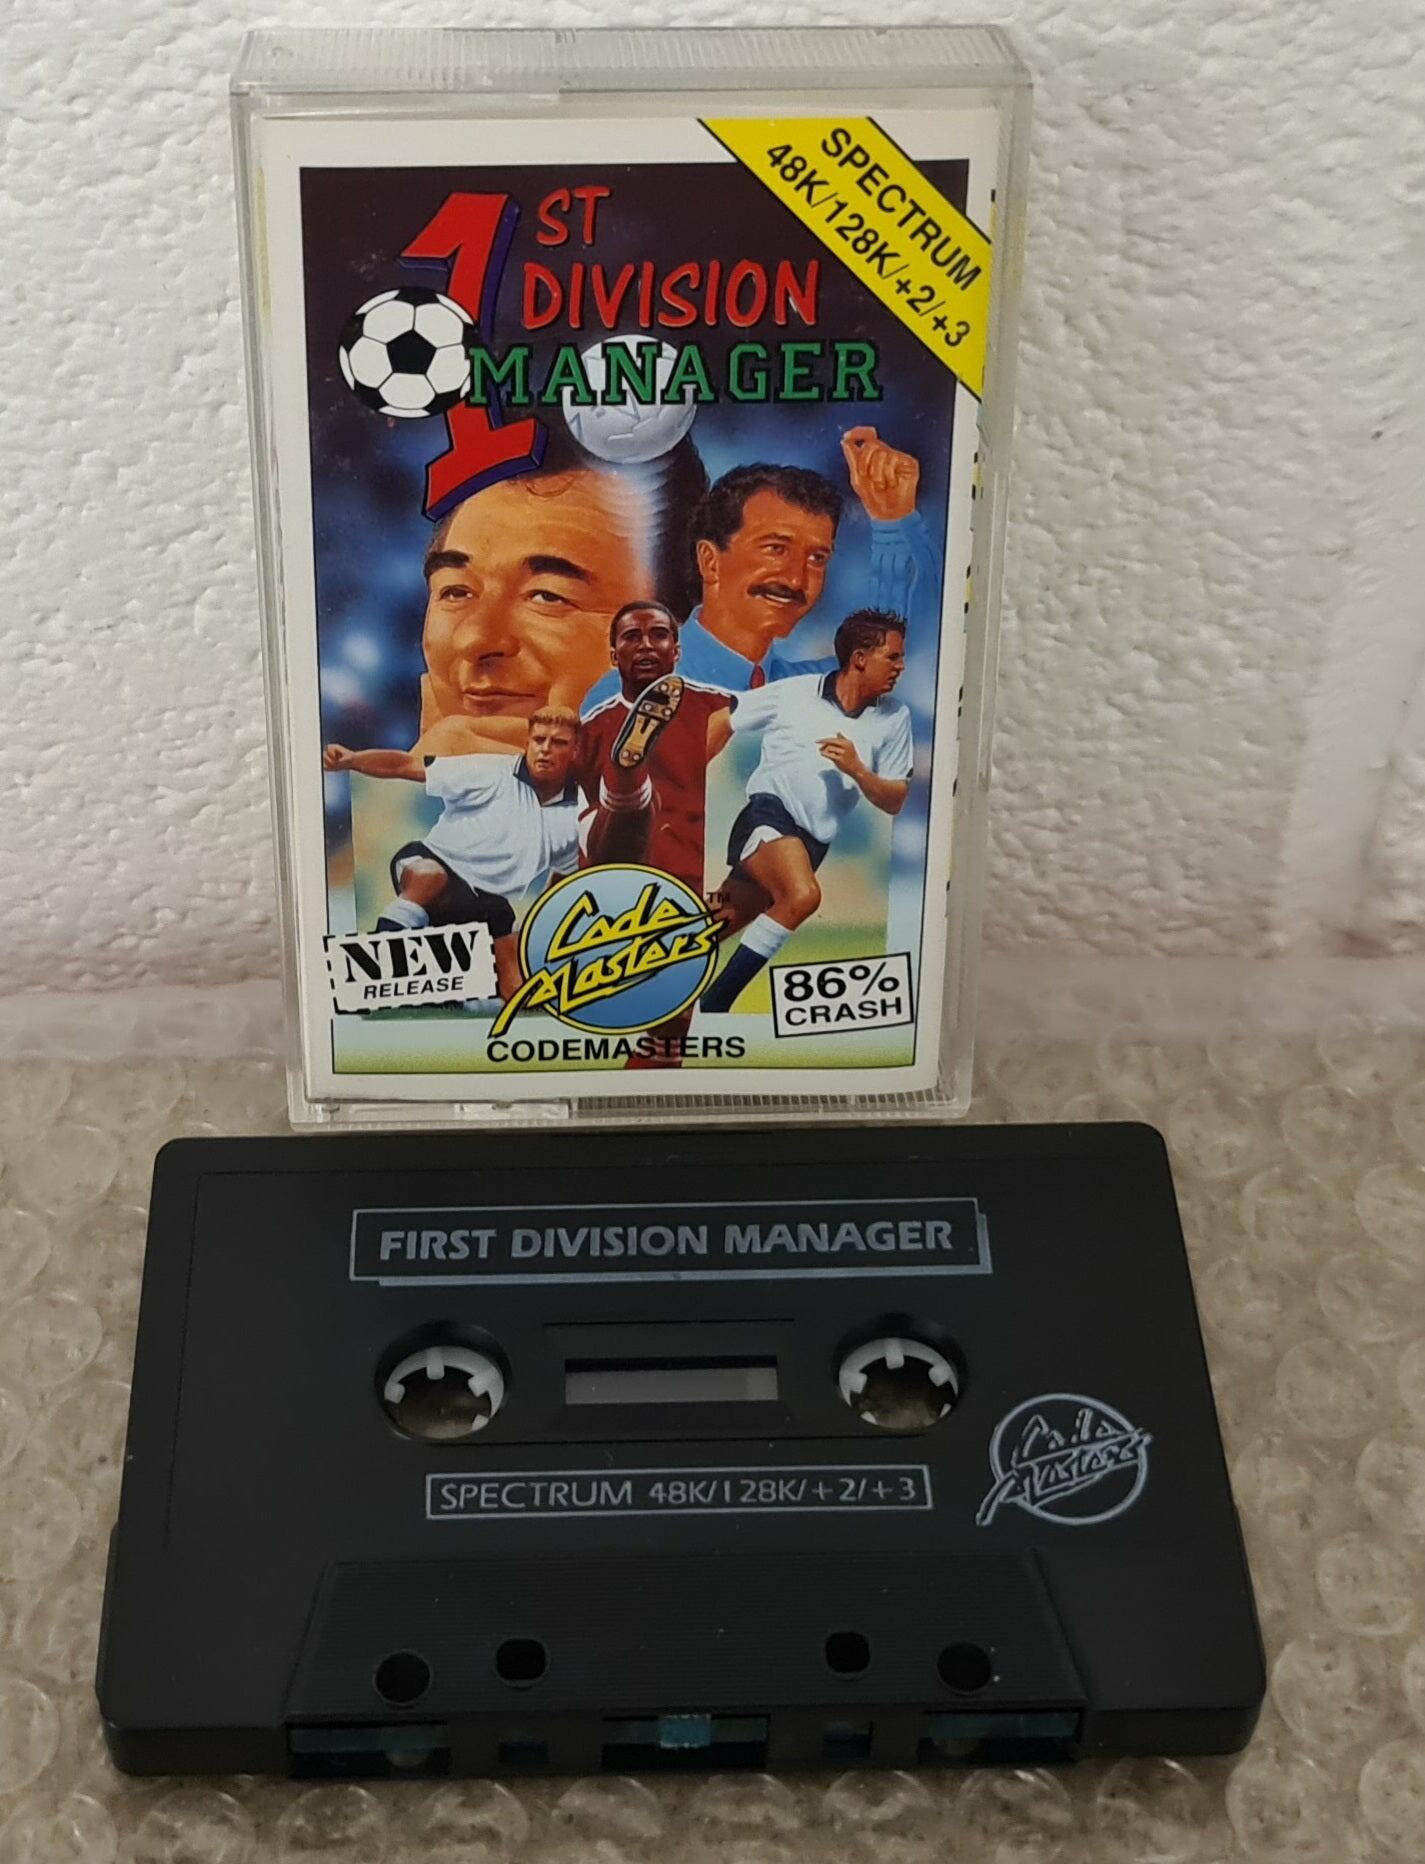 1ST
DIVISION
MANAGER
SPECTRUM
48K/128K/+2/+3
NEW
RELEASE
Code
Masters
TM
CODEMASTERS
86%
CRASH
FIRST DIVISION MANAGER
SPECTRUM 48K/128K/+2/+3
Code
Masters